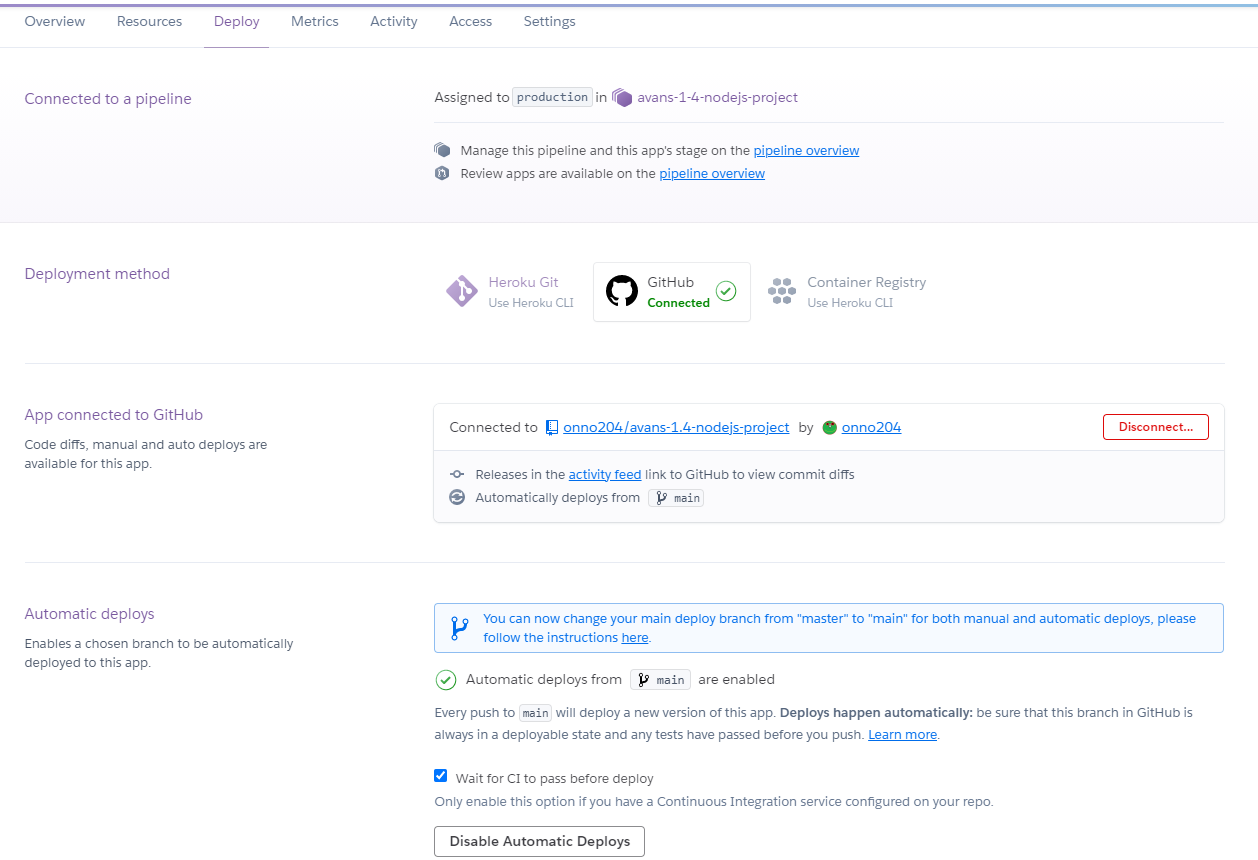 Overview Resources Deploy Metrics Activity Access Settings
Connected to a pipeline
Assigned to production in avans-1-4-nodejs-project
Manage this pipeline and this app's stage on the pipeline overview
Review apps are available on the pipeline overview
Deployment method
Heroku Git
Use Heroku CLI
GitHub
Connected
Container Registry
Use Heroku CLI
App connected to GitHub
Code diffs, manual and auto deploys are
available for this app.
Connected to onno204/avans-1.4-nodejs-project by onno204 Disconnect...
Releases in the activity feed link to GitHub to view commit diffs
Automatically deploys from main
Automatic deploys
Enables a chosen branch to be automatically
deployed to this app.
You can now change your main deploy branch from "master" to "main" for both manual and automatic deploys, please
follow the instructions here.
Automatic deploys from main are enabled
Every push to main will deploy a new version of this app. Deploys happen automatically: be sure that this branch in GitHub is
always in a deployable state and any tests have passed before you push. Learn more.
Wait for CI to pass before deploy
Only enable this option if you have a Continuous Integration service configured on your repo.
Disable Automatic Deploys